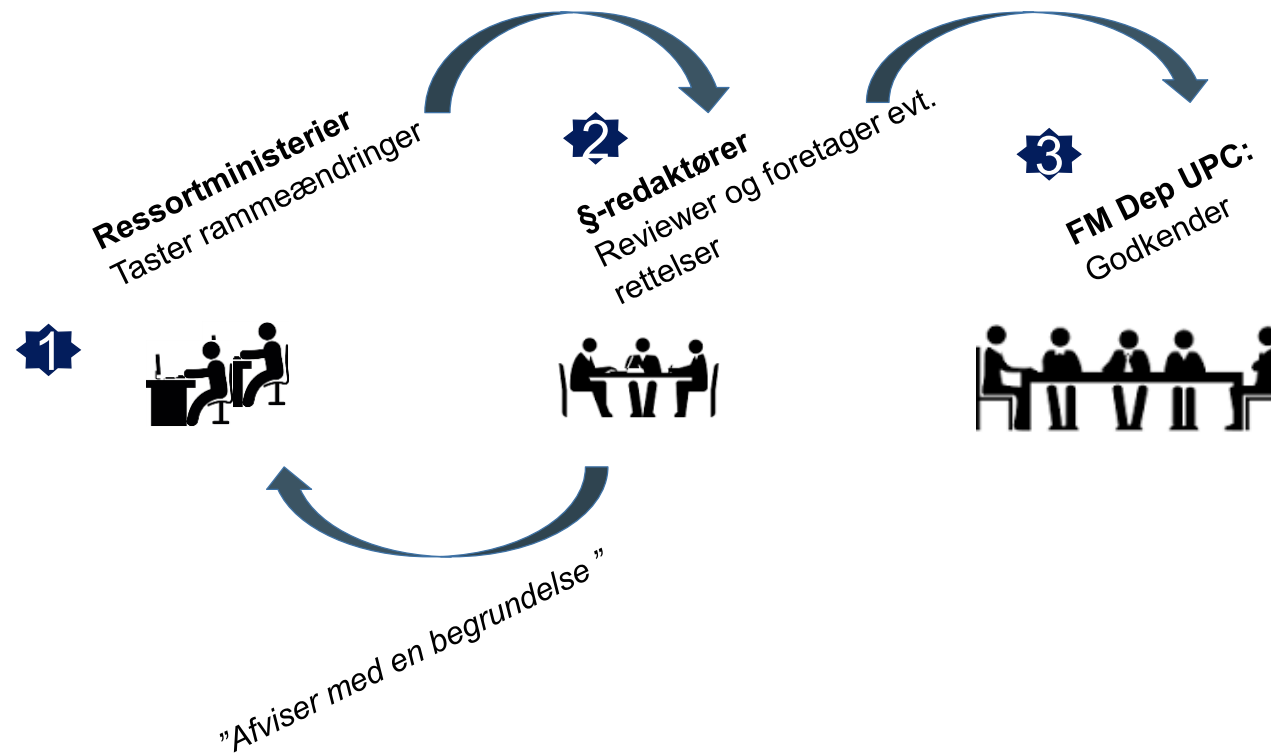 1
Ressortministerier
Taster rammeændringer
2
§-redaktører
Reviewer og foretager evt.
rettelser
3
FM Dep UPC:
Godkender
”Afviser med en begrundelse”